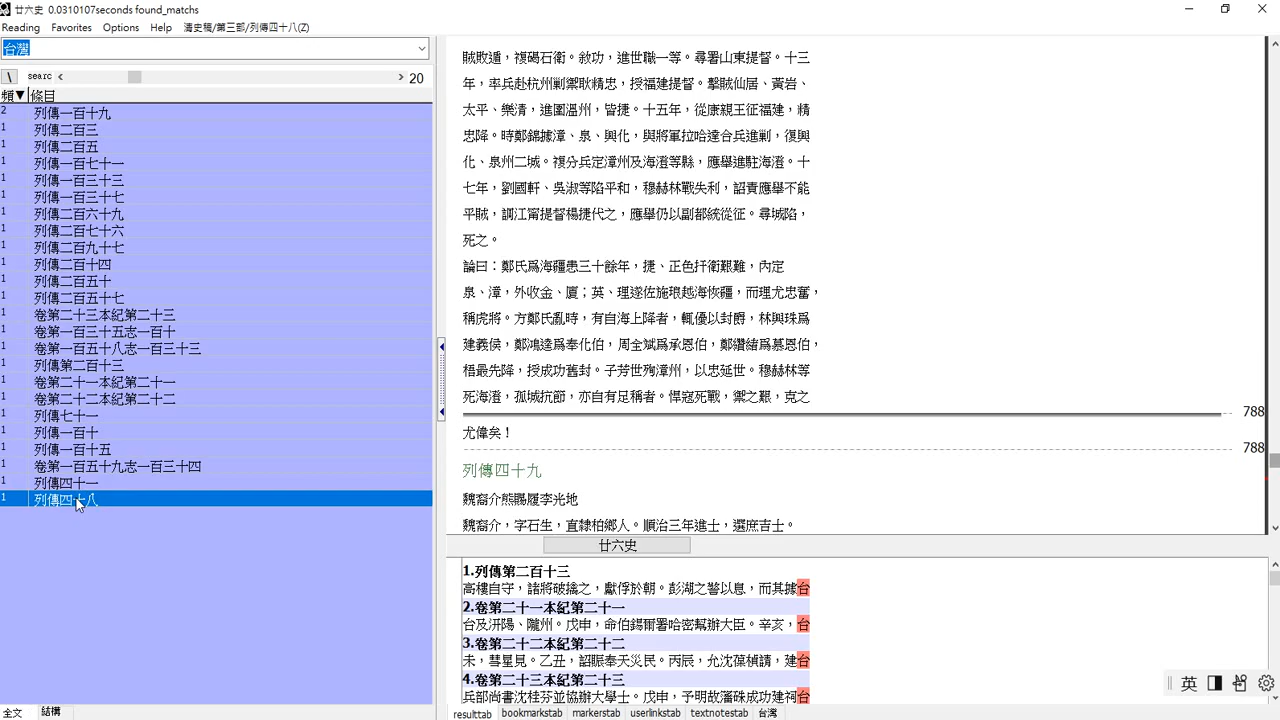 廿六史 0.0310107seconds found_matchs
Reading Favorites Options Help 清史稿/第三部/列傳四十八(Z)
台灣
\ searc < > 20
頻▼ 條目
2 列傳一百十九
1 列傳二百三
1 列傳二百五
1 列傳一百七十一
1 列傳一百三十三
1 列傳一百三十七
1 列傳二百六十九
1 列傳二百七十六
1 列傳二百九十七
1 列傳二百十四
1 列傳二百五十
1 列傳二百五十七
1 卷第二十三本紀第二十三
1 卷第一百三十五志一百十
1 卷第一百五十八志一百三十三
1 列傳第二百十三
1 卷第二十一本紀第二十一
1 卷第二十二本紀第二十二
1 列傳七十一
1 列傳一百十
1 列傳一百十五
1 卷第一百五十九志一百三十四
1 列傳四十一
1 列傳四十八
全文 結構
賊敗遁，複碣石衛。敘功，進世職一等。尋署山東提督。十三
年，率兵赴杭州剿禦耿精忠，授福建提督。擊賊仙居、黃岩、
太平、樂清，進圍溫州，皆捷。十五年，從康親王征福建，精
忠降。時鄭錦據漳、泉、興化，與將軍拉哈達合兵進剿，復興
化、泉州二城。複分兵定漳州及海澄等縣，應舉進駐海澄。十
七年，劉國軒、吳淑等陷平和，穆赫林戰失利，詔責應舉不能
平賊，調江甯提督楊捷代之，應舉仍以副都統從征。尋城陷，
死之。
論曰：鄭氏爲海疆患三十餘年，捷、正色扞衛艱難，內定
泉、漳，外收金、廈；英、理遂佐施琅越海恢疆，而理尤忠奮，
稱虎將。方鄭氏亂時，有自海上降者，輒優以封爵，林興珠爲
建義侯，鄭鴻逵爲奉化伯，周全斌爲承恩伯，鄭纘緒爲慕恩伯，
梧最先降，授成功舊封。子芳世殉漳州，以忠延世。穆赫林等
死海澄，孤城抗節，亦自有足稱者。悍寇死戰，禦之艱，克之
788
尤偉矣！
788
列傳四十九
魏裔介熊賜履李光地
魏裔介，字石生，直隸柏鄉人。順治三年進士，選庶吉士。
廿六史
1.列傳第二百十三
高樓自守，諸將破擒之，獻俘於朝。彭湖之警以息，而其據台
2.卷第二十一本紀第二十一
台及汧陽、隴州。戊申，命伯錫爾署哈密幫辦大臣。辛亥，台
3.卷第二十二本紀第二十二
未，彗星見。乙丑，詔賑奉天災民。丙辰，允沈葆楨請，建台
4.卷第二十三本紀第二十三
兵部尚書沈桂芬並協辦大學士。戊申，予明故藩硃成功建祠台
英
resulttab bookmarkstab markerstab userlinkstab textnotestab 台灣